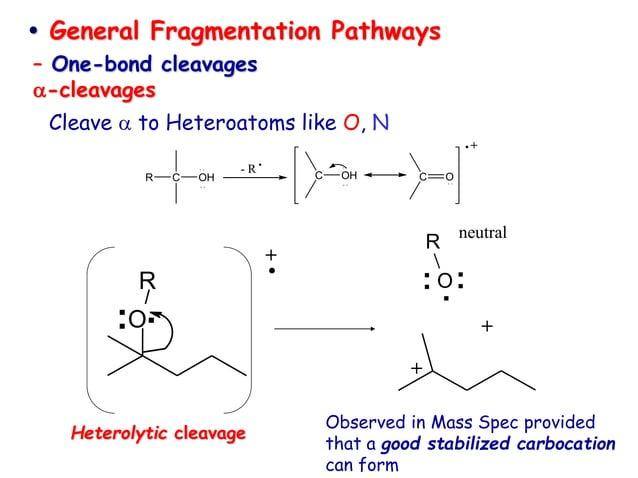 • General Fragmentation Pathways
– One-bond cleavages
α-cleavages
Cleave α to Heteroatoms like O, N
R—C—OH
- R •
C—OH
C=O
•+
R
O
+
•
R neutral
O
+
+
Heterolytic cleavage
Observed in Mass Spec provided
that a good stabilized carbocation
can form